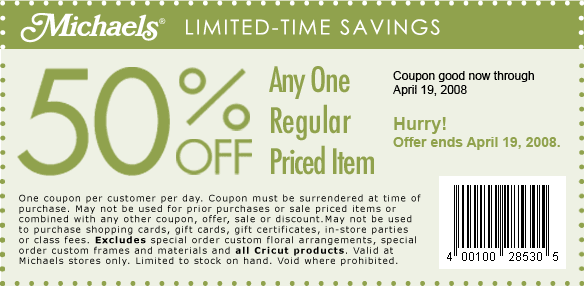 Michaels® LIMITED-TIME SAVINGS
50% OFF
Any One
Regular
Priced Item
Coupon good now through
April 19, 2008
Hurry!
Offer ends April 19, 2008.
One coupon per customer per day. Coupon must be surrendered at time of
purchase. May not be used for prior purchases or sale priced items or
combined with any other coupon, offer, sale or discount.May not be used
to purchase shopping cards, gift cards, gift certificates, in-store parties
or class fees. Excludes special order custom floral arrangements, special
order custom frames and materials and all Cricut products. Valid at
Michaels stores only. Limited to stock on hand. Void where prohibited.
4 00100 28530 5